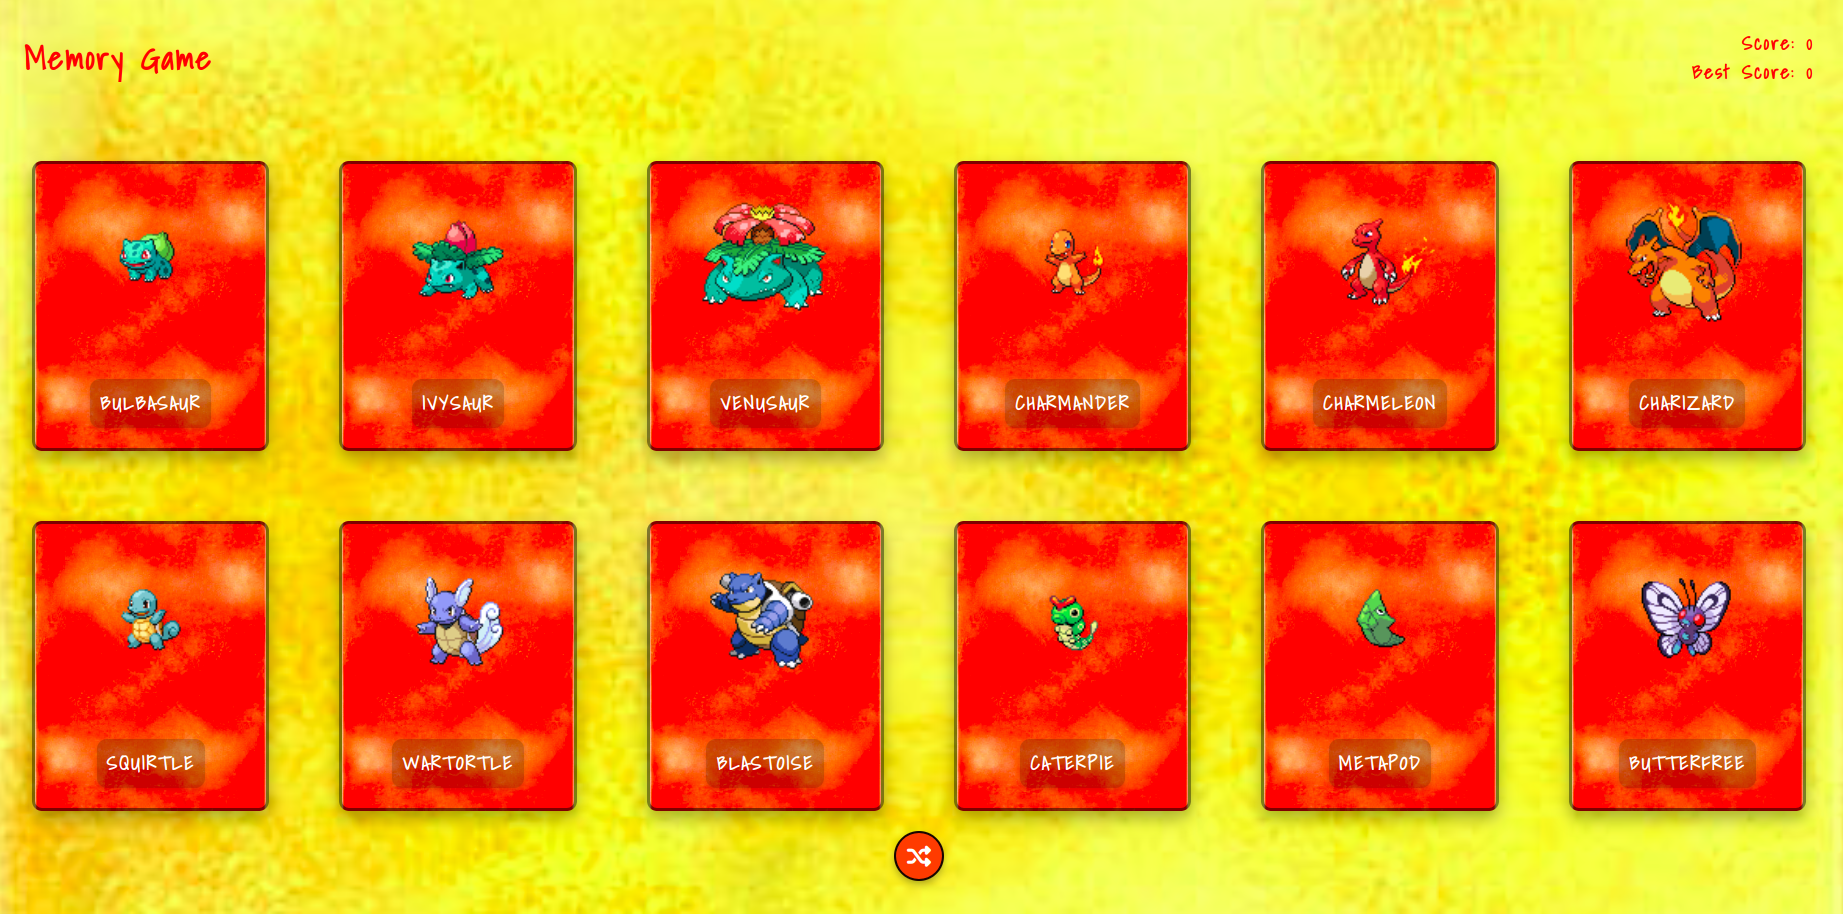 Memory Game
Score: 0
Best Score: 0
BULBASAUR
IVYSAUR
VENUSAUR
CHARMANDER
CHARMELEON
CHARIZARD
SQUIRTLE
WARTORTLE
BLASTOISE
CATERPIE
METAPOD
BUTTERFREE